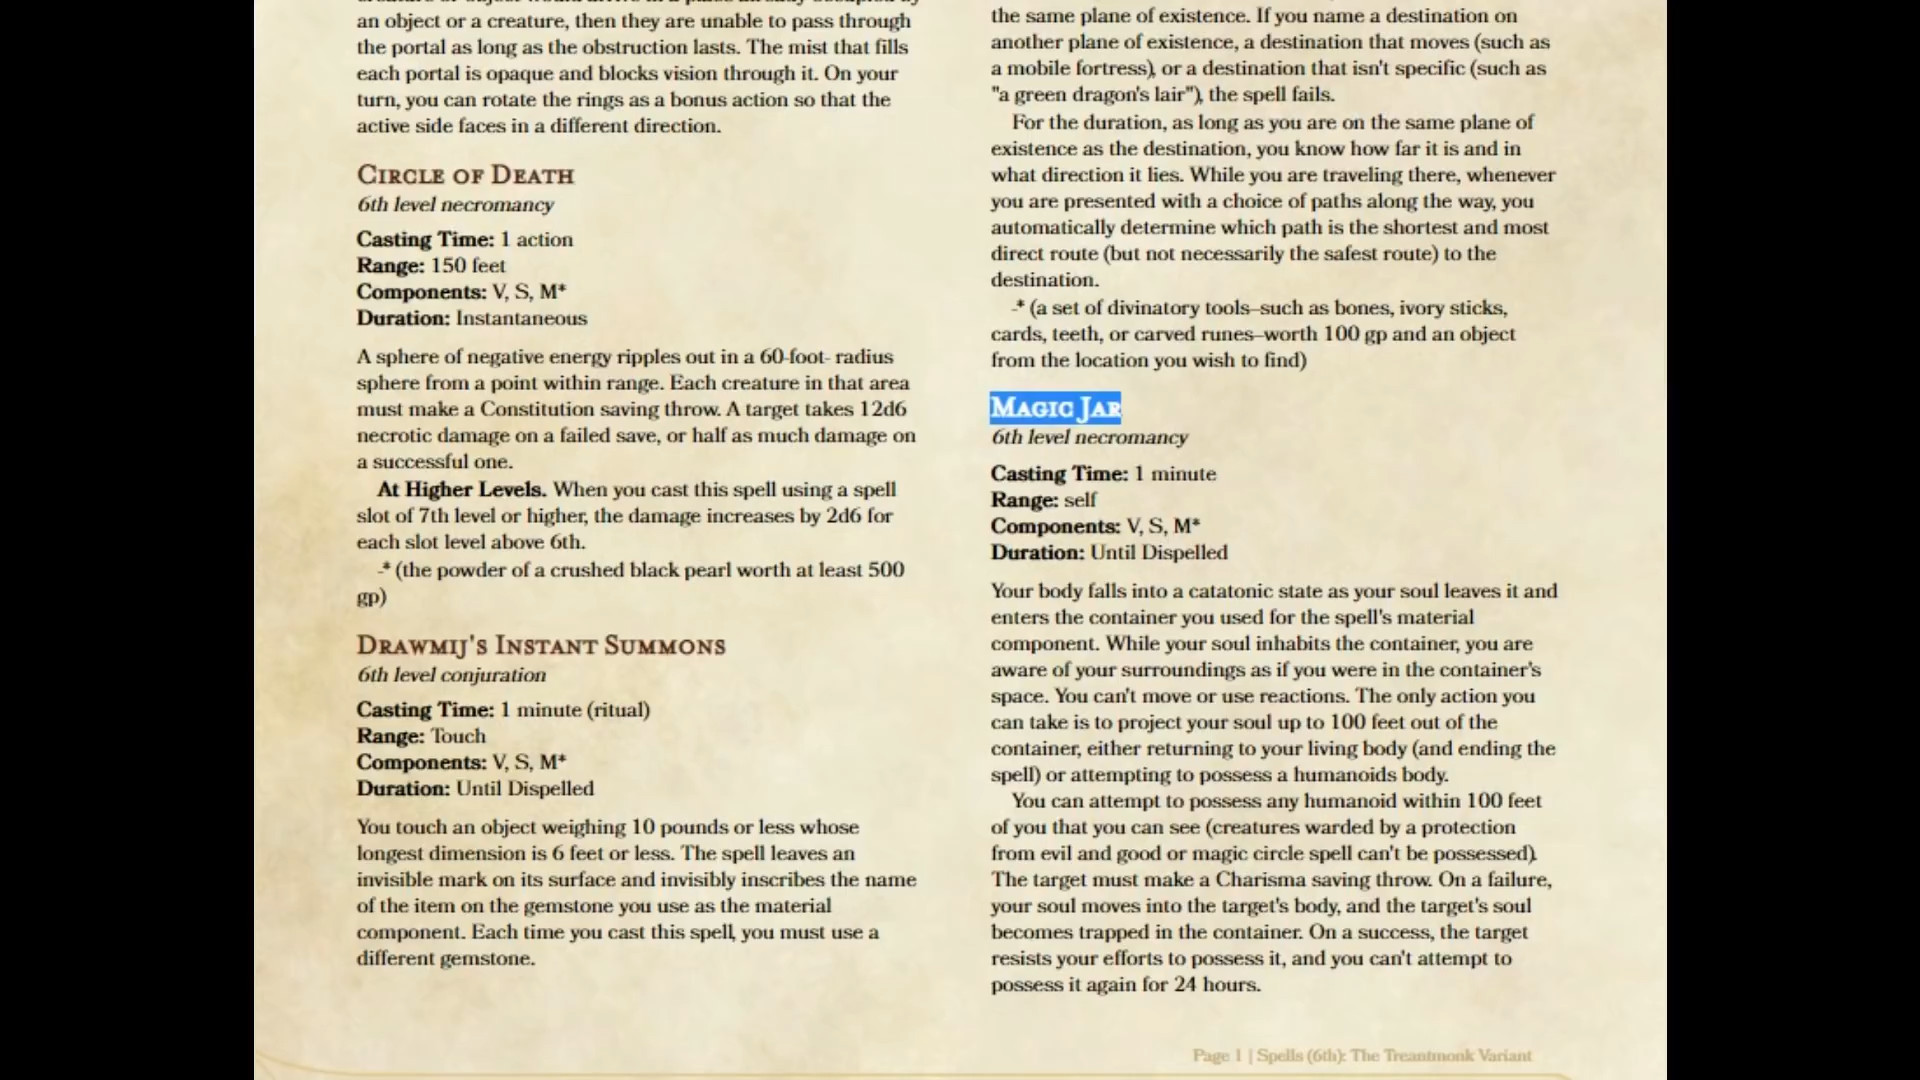 an object or a creature, then they are unable to pass through
the portal as long as the obstruction lasts. The mist that fills
each portal is opaque and blocks vision through it. On your
turn, you can rotate the rings as a bonus action so that the
active side faces in a different direction.
CIRCLE OF DEATH
6th level necromancy
Casting Time: 1 action
Range: 150 feet
Components: V, S, M*
Duration: Instantaneous
A sphere of negative energy ripples out in a 60-foot- radius
sphere from a point within range. Each creature in that area
must make a Constitution saving throw. A target takes 12d6
necrotic damage on a failed save, or half as much damage on
a successful one.
At Higher Levels. When you cast this spell using a spell
slot of 7th level or higher, the damage increases by 2d6 for
each slot level above 6th.
-* (the powder of a crushed black pearl worth at least 500
gp)
DRAWMIJ'S INSTANT SUMMONS
6th level conjuration
Casting Time: 1 minute (ritual)
Range: Touch
Components: V, S, M*
Duration: Until Dispelled
You touch an object weighing 10 pounds or less whose
longest dimension is 6 feet or less. The spell leaves an
invisible mark on its surface and invisibly inscribes the name
of the item on the gemstone you use as the material
component. Each time you cast this spell, you must use a
different gemstone.
the same plane of existence. If you name a destination on
another plane of existence, a destination that moves (such as
a mobile fortress), or a destination that isn't specific (such as
"a green dragon's lair"), the spell fails.
For the duration, as long as you are on the same plane of
existence as the destination, you know how far it is and in
what direction it lies. While you are traveling there, whenever
you are presented with a choice of paths along the way, you
automatically determine which path is the shortest and most
direct route (but not necessarily the safest route) to the
destination.
-* (a set of divinatory tools–such as bones, ivory sticks,
cards, teeth, or carved runes–worth 100 gp and an object
from the location you wish to find)
MAGIC JAR
6th level necromancy
Casting Time: 1 minute
Range: self
Components: V, S, M*
Duration: Until Dispelled
Your body falls into a catatonic state as your soul leaves it and
enters the container you used for the spell's material
component. While your soul inhabits the container, you are
aware of your surroundings as if you were in the container's
space. You can't move or use reactions. The only action you
can take is to project your soul up to 100 feet out of the
container, either returning to your living body (and ending the
spell) or attempting to possess a humanoids body.
You can attempt to possess any humanoid within 100 feet
of you that you can see (creatures warded by a protection
from evil and good or magic circle spell can't be possessed).
The target must make a Charisma saving throw. On a failure,
your soul moves into the target's body, and the target's soul
becomes trapped in the container. On a success, the target
resists your efforts to possess it, and you can't attempt to
possess it again for 24 hours.
Page 1 | Spells (6th): The Treantmonk Variant